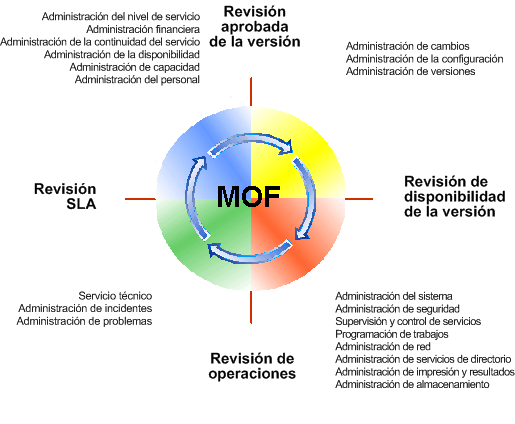 Revisión
aprobada
de la versión
Administración del nivel de servicio
Administración financiera
Administración de la continuidad del servicio
Administración de la disponibilidad
Administración de capacidad
Administración del personal
Administración de cambios
Administración de la configuración
Administración de versiones
Revisión
SLA
MOF
Revisión de
disponibilidad
de la versión
Servicio técnico
Administración de incidentes
Administración de problemas
Revisión de
operaciones
Administración del sistema
Administración de seguridad
Supervisión y control de servicios
Programación de trabajos
Administración de red
Administración de servicios de directorio
Administración de impresión y resultados
Administración de almacenamiento